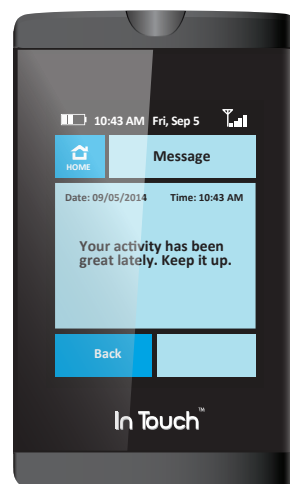 10:43 AM Fri, Sep 5
HOME
Message
Date: 09/05/2014 Time: 10:43 AM
Your activity has been
great lately. Keep it up.
Back
In Touch™